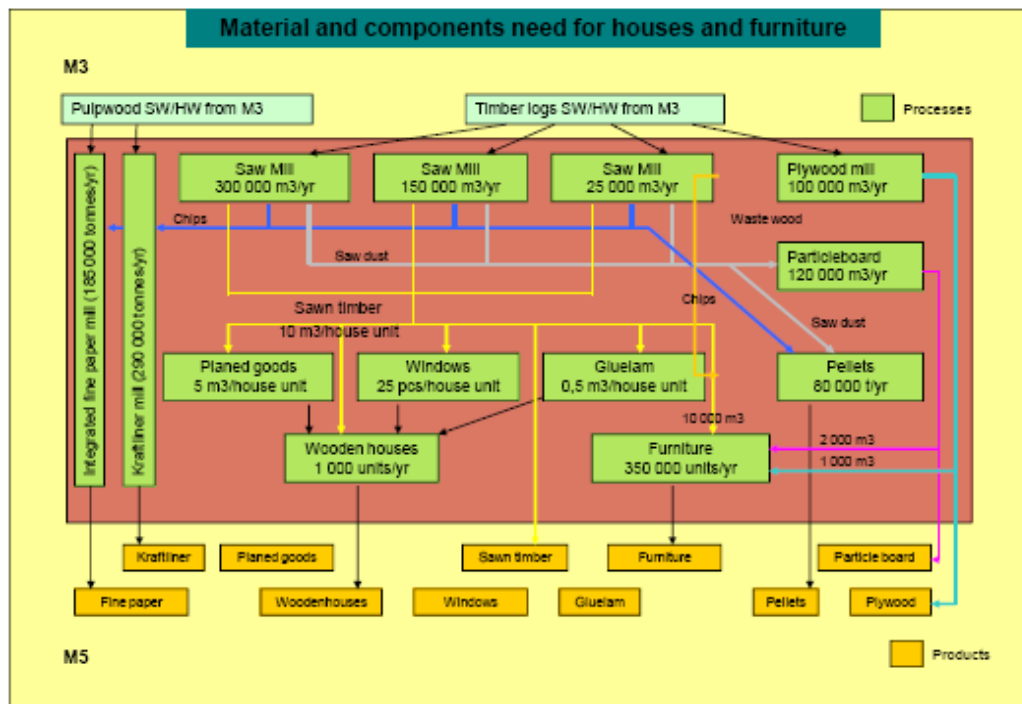 Material and components need for houses and furniture
M3
Pulpwood SW/HW from M3
Timber logs SW/HW from M3
Processes
Integrated fine paper mill (185 000 tonnes/yr)
Kraftliner mill (290 000 tonnes/yr)
Saw Mill
300 000 m3/yr
Saw Mill
150 000 m3/yr
Saw Mill
25 000 m3/yr
Plywood mill
100 000 m3/yr
Chips
Waste wood
Saw dust
Particleboard
120 000 m3/yr
Sawn timber
10 m3/house unit
Chips
Saw dust
Planed goods
5 m3/house unit
Windows
25 pcs/house unit
Gluelam
0,5 m3/house unit
Pellets
60 000 t/yr
10 000 m3
Wooden houses
1 000 units/yr
Furniture
350 000 units/yr
2 000 m3
1 000 m3
Kraftliner
Planed goods
Sawn timber
Furniture
Particle board
Fine paper
Woodenhouses
Windows
Gluelam
Pellets
Plywood
M5
Products